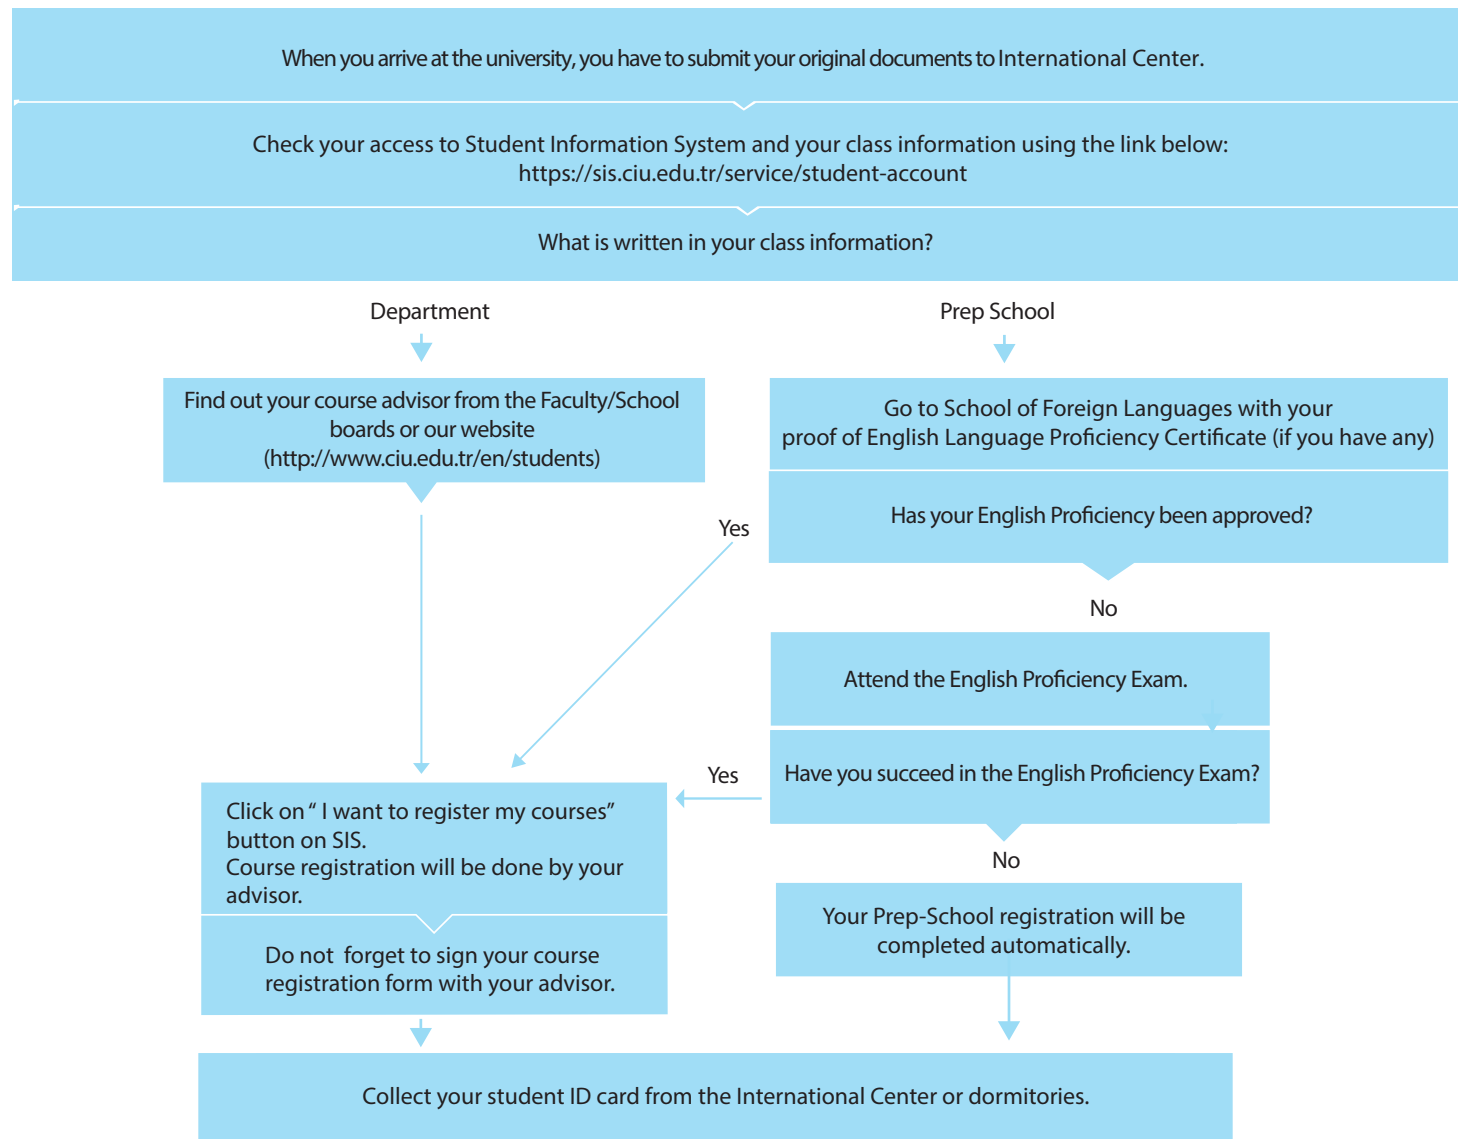 When you arrive at the university, you have to submit your original documents to International Center.
Check your access to Student Information System and your class information using the link below:
https://sis.ciu.edu.tr/service/student-account
What is written in your class information?
Department
Prep School
Find out your course advisor from the Faculty/School
boards or our website
(http://www.ciu.edu.tr/en/students)
Go to School of Foreign Languages with your
proof of English Language Proficiency Certificate (if you have any)
Has your English Proficiency been approved?
Yes
No
Attend the English Proficiency Exam.
Have you succeed in the English Proficiency Exam?
Yes
No
Click on “ I want to register my courses”
button on SIS.
Course registration will be done by your
advisor.
Do not forget to sign your course
registration form with your advisor.
Your Prep-School registration will be
completed automatically.
Collect your student ID card from the International Center or dormitories.